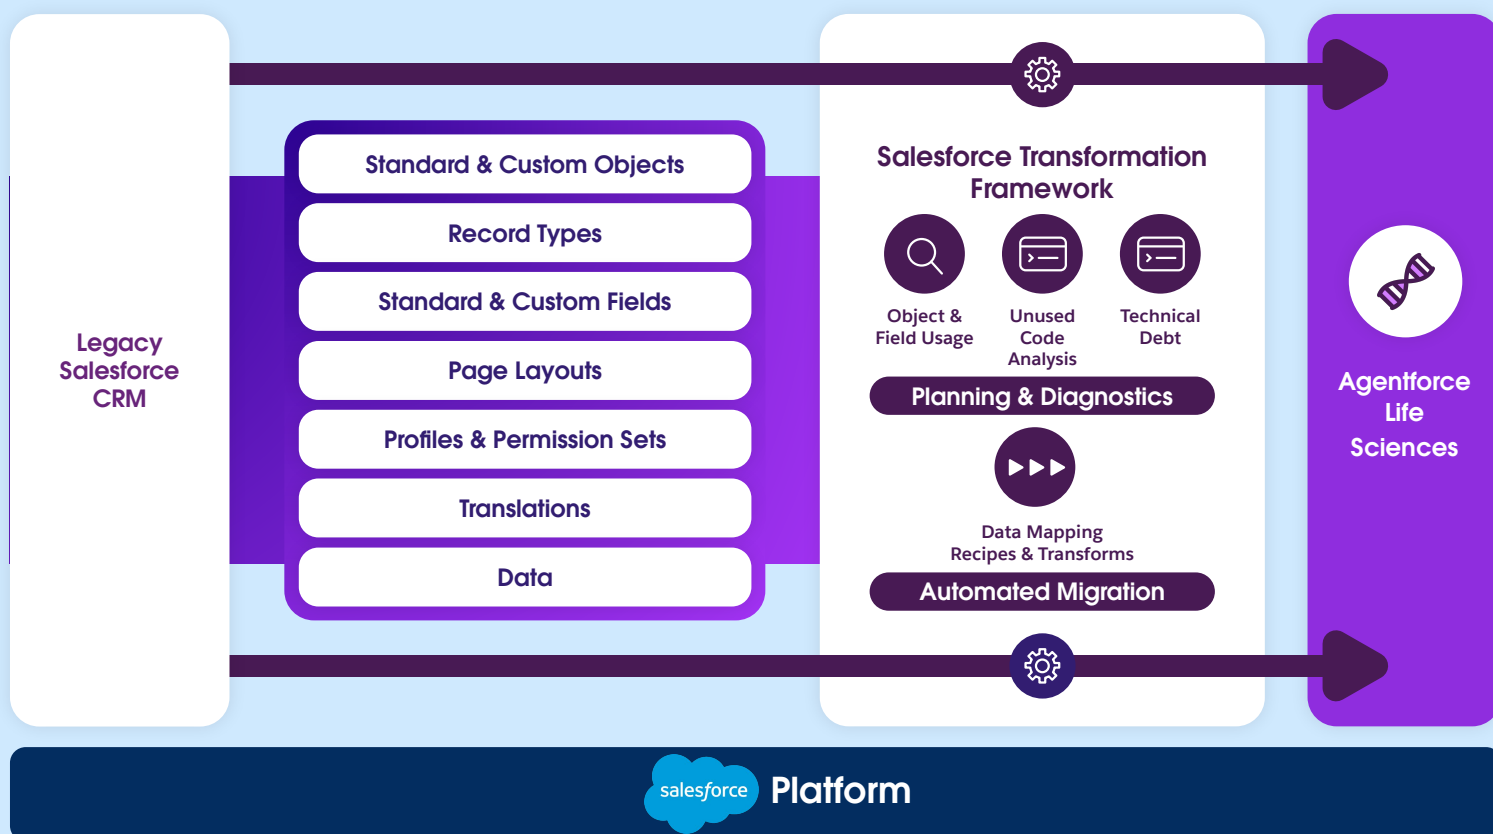 Legacy
Salesforce
CRM
Standard & Custom Objects
Record Types
Standard & Custom Fields
Page Layouts
Profiles & Permission Sets
Translations
Data
Salesforce Transformation
Framework
Object &
Field Usage
Unused
Code
Analysis
Technical
Debt
Planning & Diagnostics
Data Mapping
Recipes & Transforms
Automated Migration
Agentforce
Life
Sciences
salesforce Platform